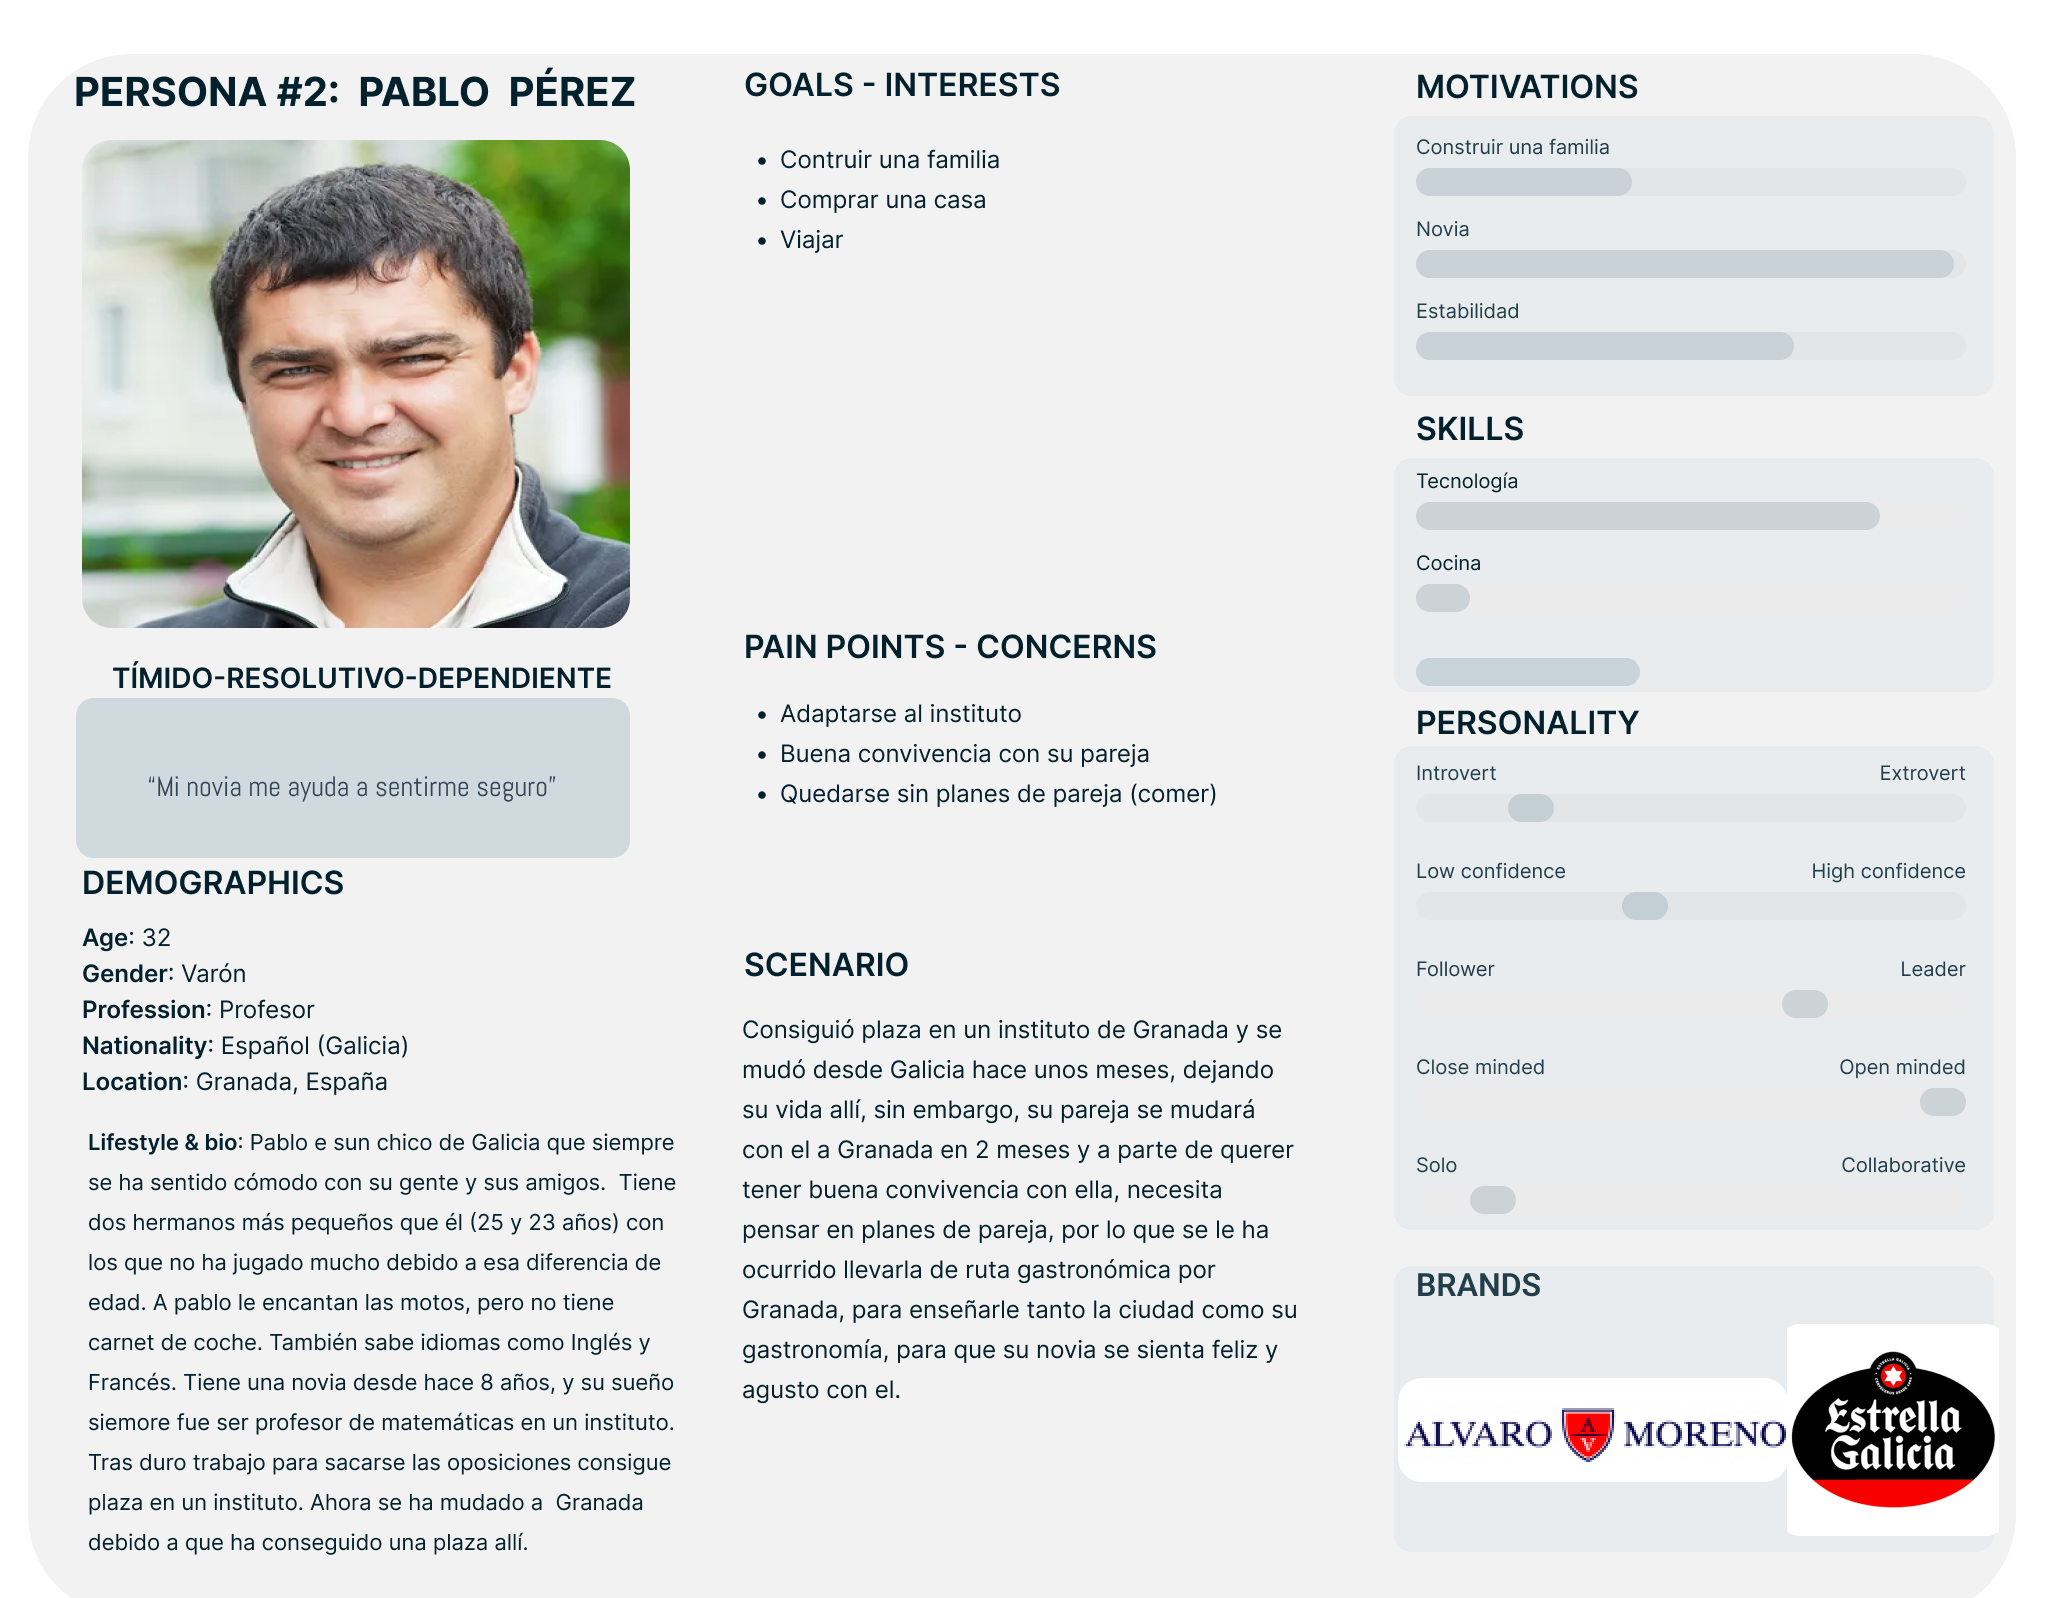 PERSONA #2: PABLO PÉREZ
TÍMIDO-RESOLUTIVO-DEPENDIENTE
“Mi novia me ayuda a sentirme seguro”
DEMOGRAPHICS
Age: 32
Gender: Varón
Profession: Profesor
Nationality: Español (Galicia)
Location: Granada, España
Lifestyle & bio: Pablo e sun chico de Galicia que siempre
se ha sentido cómodo con su gente y sus amigos. Tiene
dos hermanos más pequeños que él (25 y 23 años) con
los que no ha jugado mucho debido a esa diferencia de
edad. A pablo le encantan las motos, pero no tiene
carnet de coche. También sabe idiomas como Inglés y
Francés. Tiene una novia desde hace 8 años, y su sueño
siemore fue ser profesor de matemáticas en un instituto.
Tras duro trabajo para sacarse las oposiciones consigue
plaza en un instituto. Ahora se ha mudado a Granada
debido a que ha conseguido una plaza allí.
GOALS - INTERESTS
• Contruir una familia
• Comprar una casa
• Viajar
PAIN POINTS - CONCERNS
• Adaptarse al instituto
• Buena convivencia con su pareja
• Quedarse sin planes de pareja (comer)
SCENARIO
Consiguió plaza en un instituto de Granada y se
mudó desde Galicia hace unos meses, dejando
su vida allí, sin embargo, su pareja se mudará
con el a Granada en 2 meses y a parte de querer
tener buena convivencia con ella, necesita
pensar en planes de pareja, por lo que se le ha
ocurrido llevarla de ruta gastronómica por
Granada, para enseñarle tanto la ciudad como su
gastronomía, para que su novia se sienta feliz y
agusto con el.
MOTIVATIONS
Construir una familia
Novia
Estabilidad
SKILLS
Tecnología
Cocina
PERSONALITY
Introvert Extrovert
Low confidence High confidence
Follower Leader
Close minded Open minded
Solo Collaborative
BRANDS
ALVARO AV MORENO
Estrella
Galicia